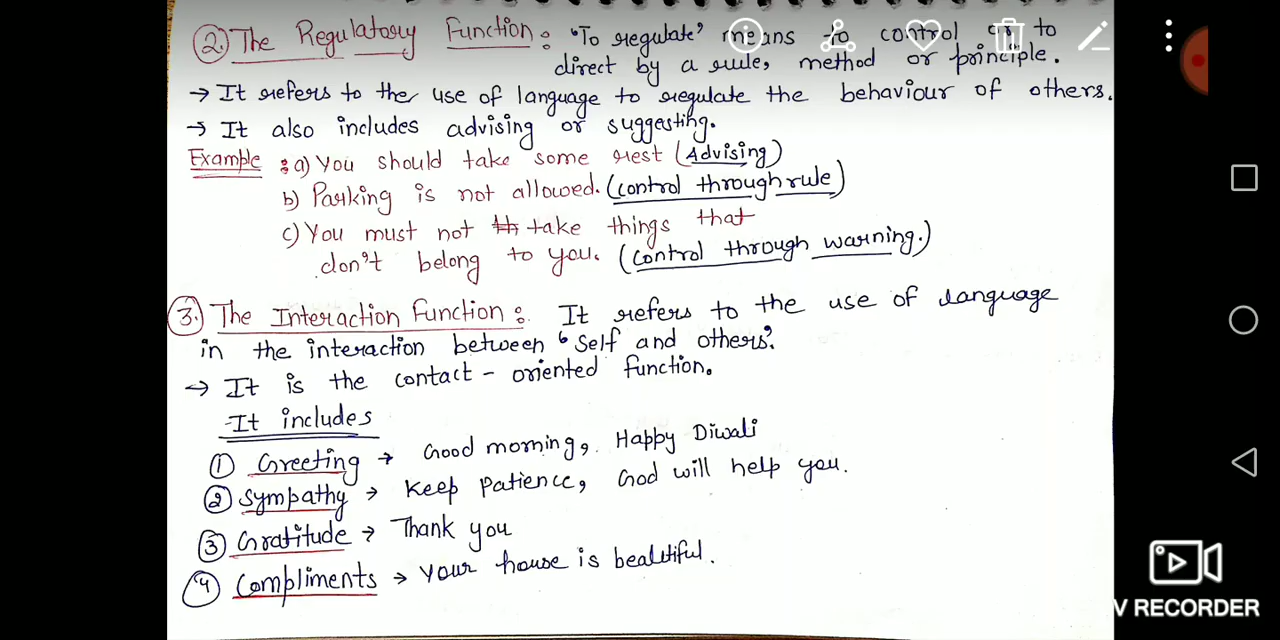 2. The Regulatory Function : "To regulate" means to control or to
direct by a rule, method or principle.
→ It refers to the use of language to regulate the behaviour of others.
→ It also includes advising or suggesting.
Example : a) You should take some rest (Advising)
b) Parking is not allowed. (control through rule)
c) You must not take things that
don't belong to you. (Control through warning.)
3. The Interaction Function : It refers to the use of language
in the interaction between 'self and others'.
→ It is the contact - oriented function.
It includes
① Greeting → Good morning, Happy Diwali
② Sympathy → Keep patience, God will help you.
③ Gratitude → Thank you
④ Compliments → Your house is beautiful.
V RECORDER